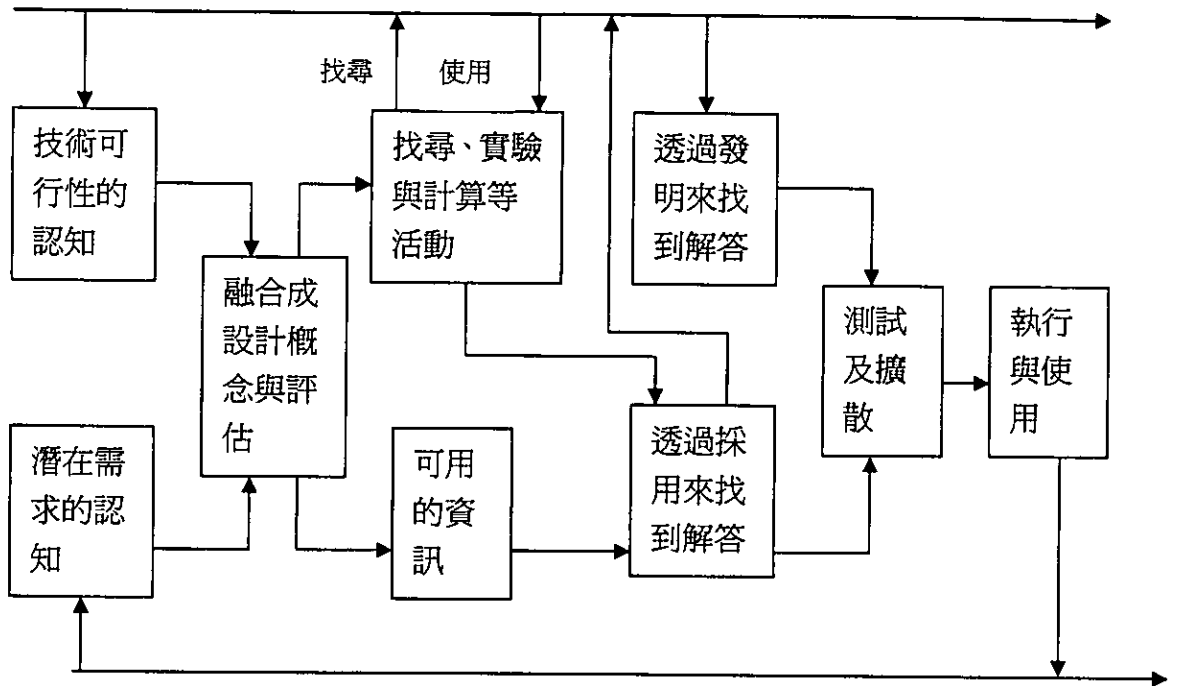 找尋
使用
技術可
行性的
認知
找尋、實驗
與計算等
活動
透過發
明來找
到解答
融合成
設計概
念與評
估
測試
及擴
散
執行
與使
用
潛在需
求的認
知
可用
的資
訊
透過採
用來找
到解答